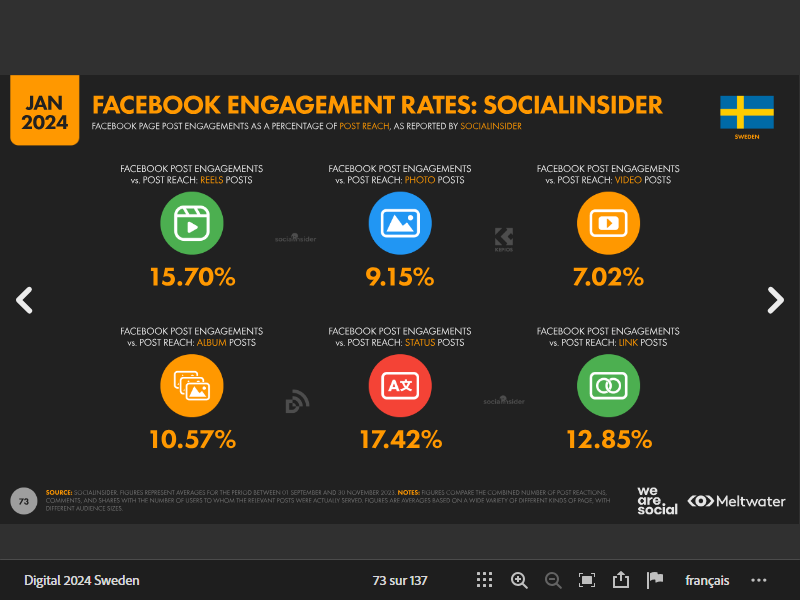 JAN
2024
FACEBOOK ENGAGEMENT RATES: SOCIALINSIDER
FACEBOOK PAGE POST ENGAGEMENTS AS A PERCENTAGE OF POST REACH, AS REPORTED BY SOCIALINSIDER
SWEDEN
FACEBOOK POST ENGAGEMENTS
vs. POST REACH: REELS POSTS
15.70%
FACEBOOK POST ENGAGEMENTS
vs. POST REACH: PHOTO POSTS
9.15%
FACEBOOK POST ENGAGEMENTS
vs. POST REACH: VIDEO POSTS
7.02%
socialinsider
KEPIOS
FACEBOOK POST ENGAGEMENTS
vs. POST REACH: ALBUM POSTS
10.57%
FACEBOOK POST ENGAGEMENTS
vs. POST REACH: STATUS POSTS
A文
17.42%
FACEBOOK POST ENGAGEMENTS
vs. POST REACH: LINK POSTS
12.85%
socialinsider
73
SOURCE: SOCIALINSIDER. FIGURES REPRESENT AVERAGES FOR THE PERIOD BETWEEN 01 SEPTEMBER AND 30 NOVEMBER 2023. NOTES: FIGURES COMPARE THE COMBINED NUMBER OF POST REACTIONS,
COMMENTS, AND SHARES WITH THE NUMBER OF USERS TO WHOM THE RELEVANT POSTS WERE ACTUALLY SERVED. FIGURES ARE AVERAGES BASED ON A WIDE VARIETY OF DIFFERENT KINDS OF PAGE, WITH
DIFFERENT AUDIENCE SIZES.
we
are.
social
Meltwater
Digital 2024 Sweden
73 sur 137
français